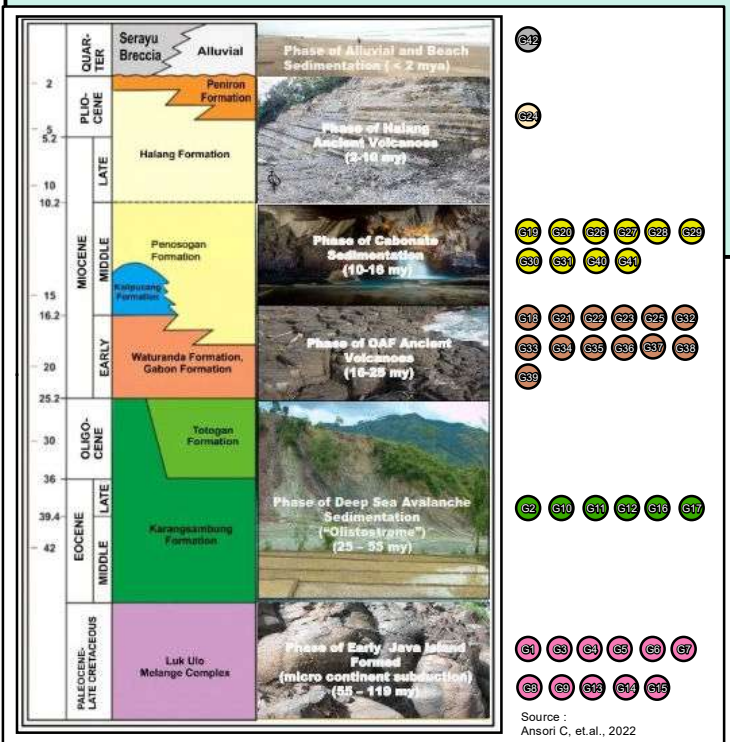 QUAR-
TER
Serayu
Breccia
Alluvial
Phase of Alluvial and Beach
Sedimentation ( < 2 mya)
G42
2
PLIO-
CENE
5
5.2
Peniron
Formation
Halang Formation
Phase of Halang
Ancient Volcanoes
(2-10 my)
G24
MIOCENE
LATE
10
10.2
MIDDLE
Penosogan
Formation
Kalipucang
Formation
15
16.2
Phase of Cabonate
Sedimentation
(10-16 my)
G19 G20 G26 G27 G28 G29
G30 G31 G40 G41
EARLY
20
25.2
Waturanda Formation,
Gabon Formation
Phase of OAF Ancient
Volcanoes
(16-25 my)
G18 G21 G22 G23 G25 G32
G33 G34 G35 G36 G37 G38
G39
OLIGO-
CENE
30
36
Totogan
Formation
EOCENE
LATE
39.4
42
MIDDLE
Karangsambung
Formation
Phase of Deep Sea Avalanche
Sedimentation
("Olistostrome")
(25 – 55 my)
G2 G10 G11 G12 G16 G17
PALEOCENE-
LATE CRETACEOUS
Luk Ulo
Melange Complex
Phase of Early Java Island
Formed
(micro continent subduction)
(55 – 119 my)
G1 G3 G4 G5 G6 G7
G8 G9 G13 G14 G15
Source :
Ansori C, et.al., 2022